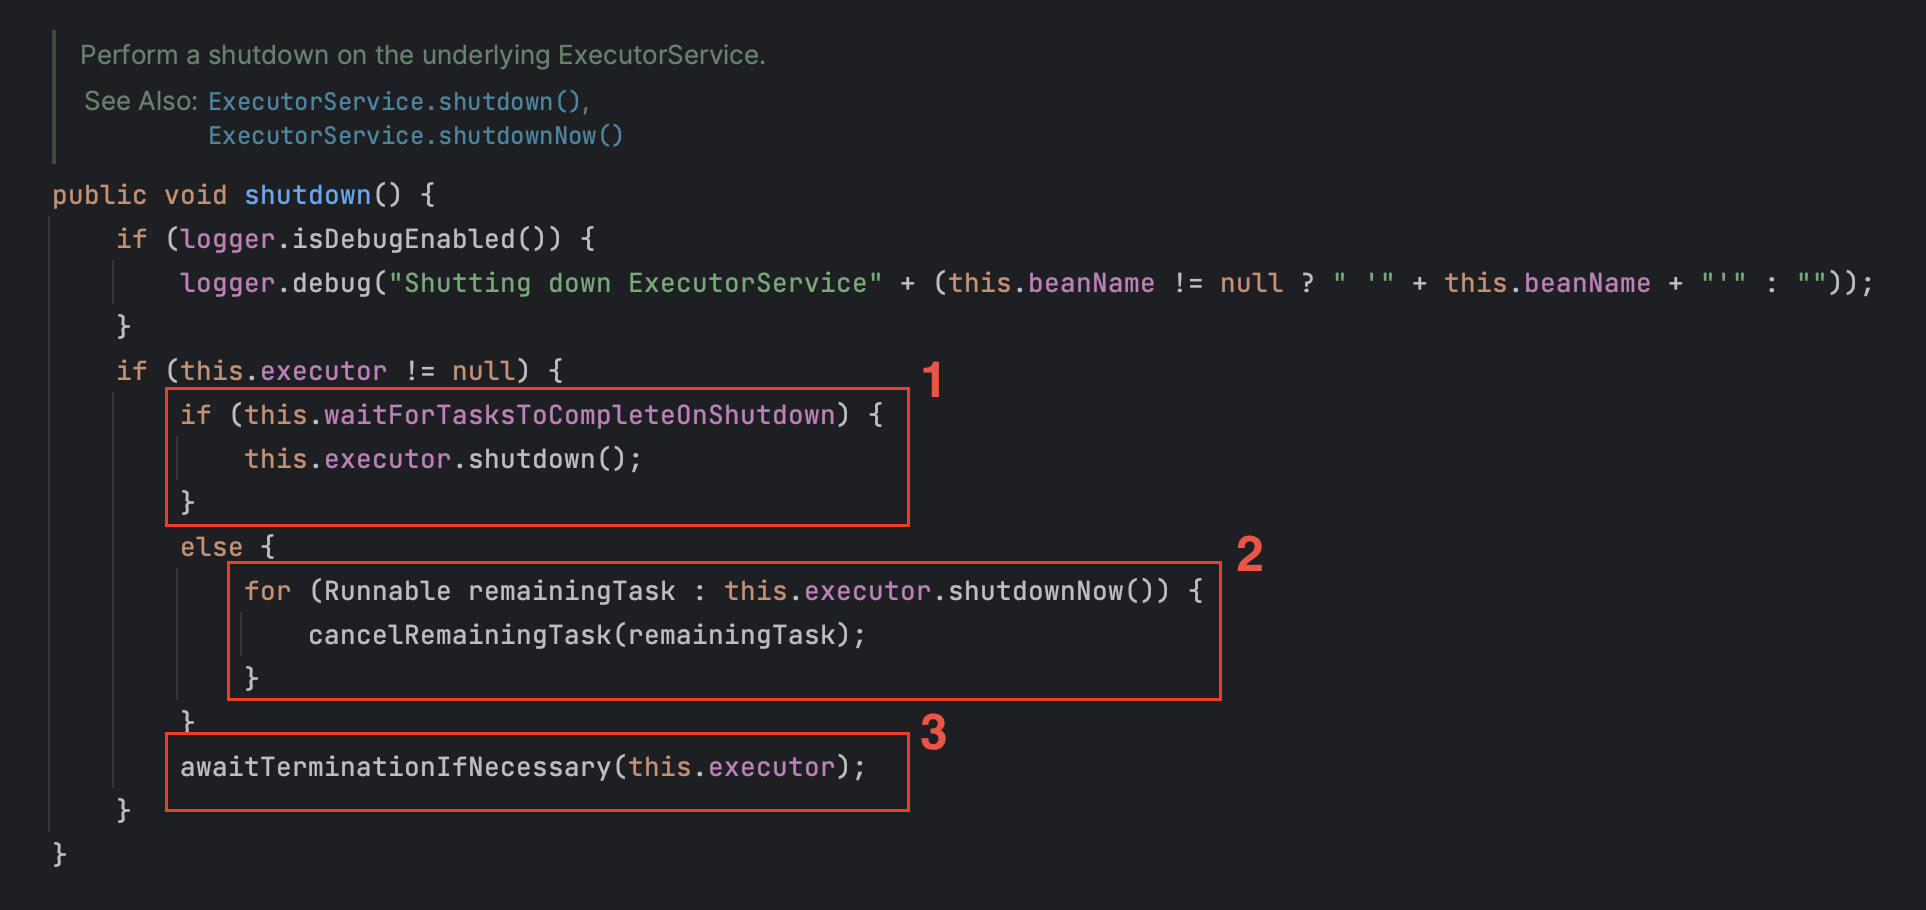 Perform a shutdown on the underlying ExecutorService.
See Also: ExecutorService.shutdown(),
ExecutorService.shutdownNow()
public void shutdown() {
    if (logger.isDebugEnabled()) {
        logger.debug("Shutting down ExecutorService" + (this.beanName != null ? " '" + this.beanName + "'" : ""));
    }
    if (this.executor != null) {
1
        if (this.waitForTasksToCompleteOnShutdown) {
            this.executor.shutdown();
        }
        else {
2
            for (Runnable remainingTask : this.executor.shutdownNow()) {
                cancelRemainingTask(remainingTask);
            }
        }
3
        awaitTerminationIfNecessary(this.executor);
    }
}